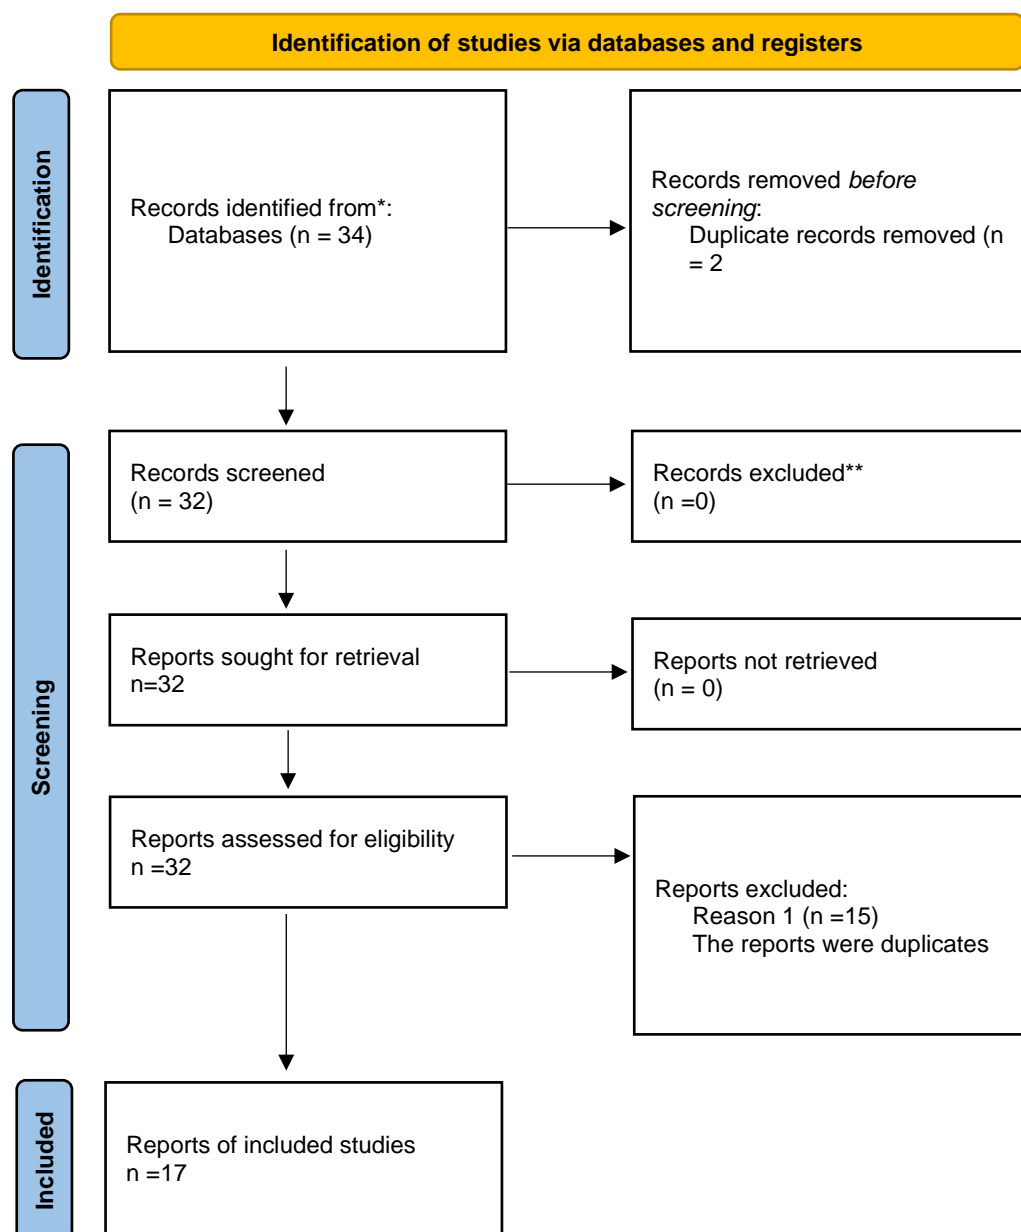 Identification of studies via databases and registers
Identification
Records identified from*:
Databases (n = 34)
Records removed before
screening:
Duplicate records removed (n
= 2
Screening
Records screened
(n = 32)
Records excluded**
(n =0)
Reports sought for retrieval
n=32
Reports not retrieved
(n = 0)
Reports assessed for eligibility
n =32
Reports excluded:
Reason 1 (n =15)
The reports were duplicates
Included
Reports of included studies
n =17